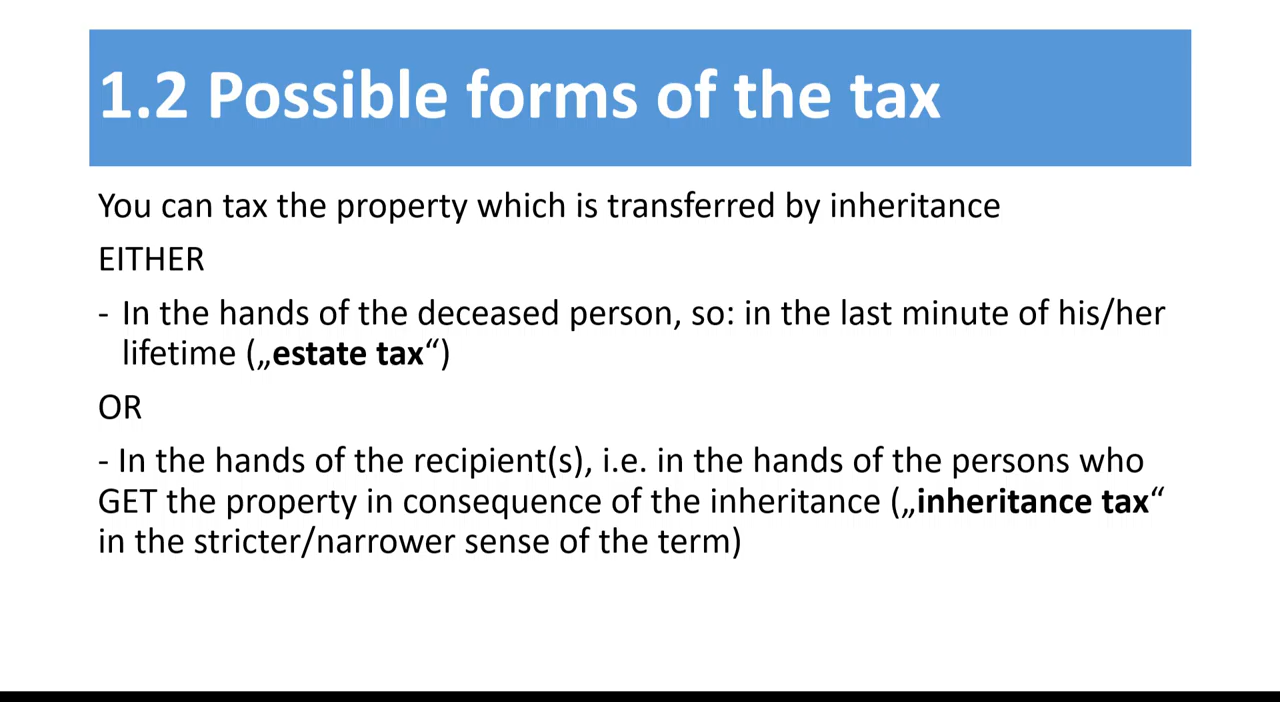 1.2 Possible forms of the tax
You can tax the property which is transferred by inheritance
EITHER
- In the hands of the deceased person, so: in the last minute of his/her
lifetime („estate tax“)
OR
- In the hands of the recipient(s), i.e. in the hands of the persons who
GET the property in consequence of the inheritance („inheritance tax“
in the stricter/narrower sense of the term)